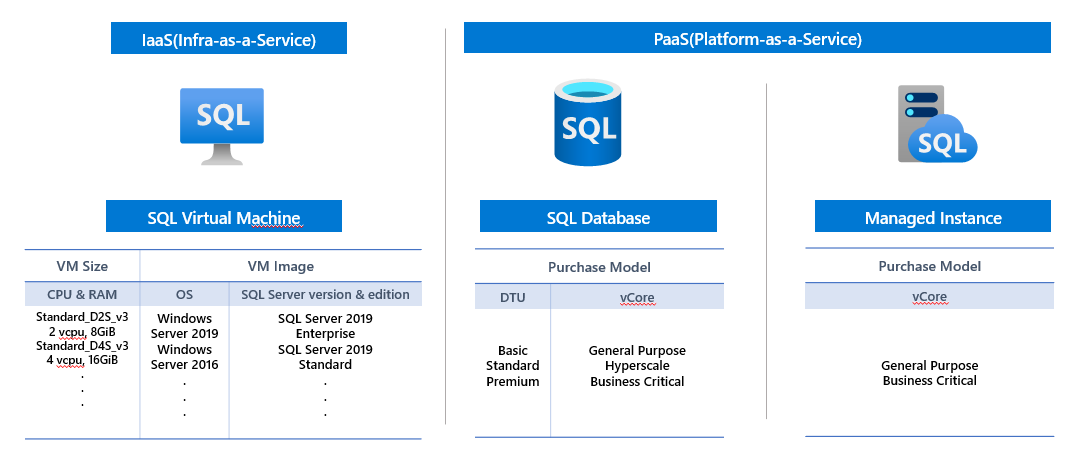 IaaS(Infra-as-a-Service)
PaaS(Platform-as-a-Service)
SQL
SQL
SQL
SQL Virtual Machine
SQL Database
Managed Instance
VM Size
VM Image
CPU & RAM
OS
SQL Server version & edition
Standard_D2S_v3
2 vcpu, 8GiB
Standard_D4S_v3
4 vcpu, 16GiB
.
.
.
Windows
Server 2019
Windows
Server 2016
.
.
.
SQL Server 2019
Enterprise
SQL Server 2019
Standard
.
.
.
Purchase Model
DTU
vCore
Basic
Standard
Premium
General Purpose
Hyperscale
Business Critical
Purchase Model
vCore
General Purpose
Business Critical